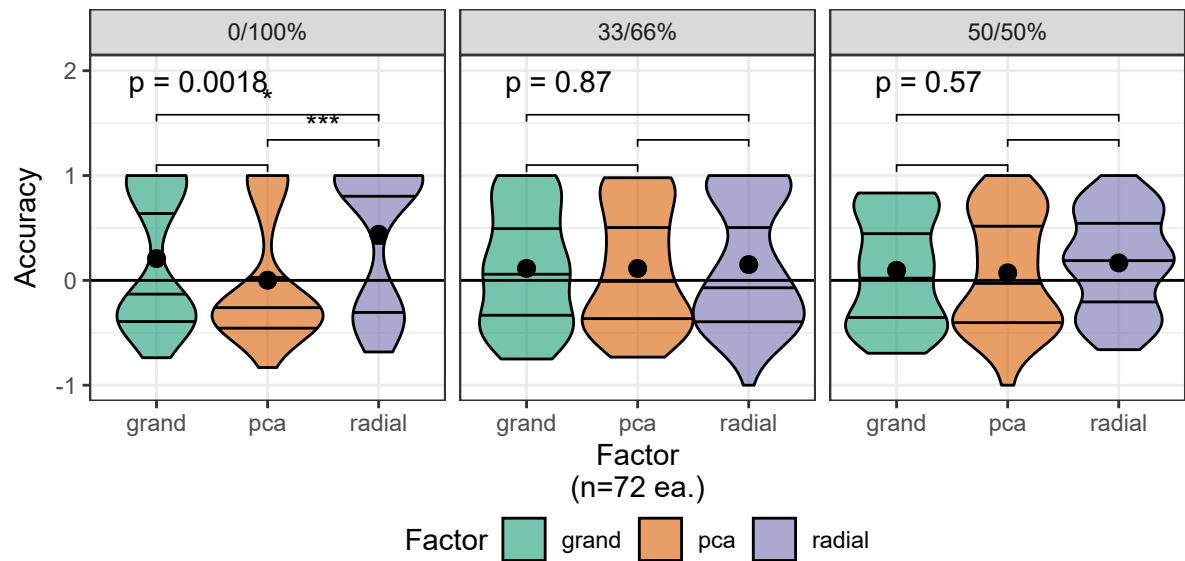 0/100%
33/66%
50/50%
Accuracy
2
1
0
-1
p = 0.0018
*
***
p = 0.87
p = 0.57
grand pca radial
grand pca radial
grand pca radial
Factor
(n=72 ea.)
Factor grand pca radial